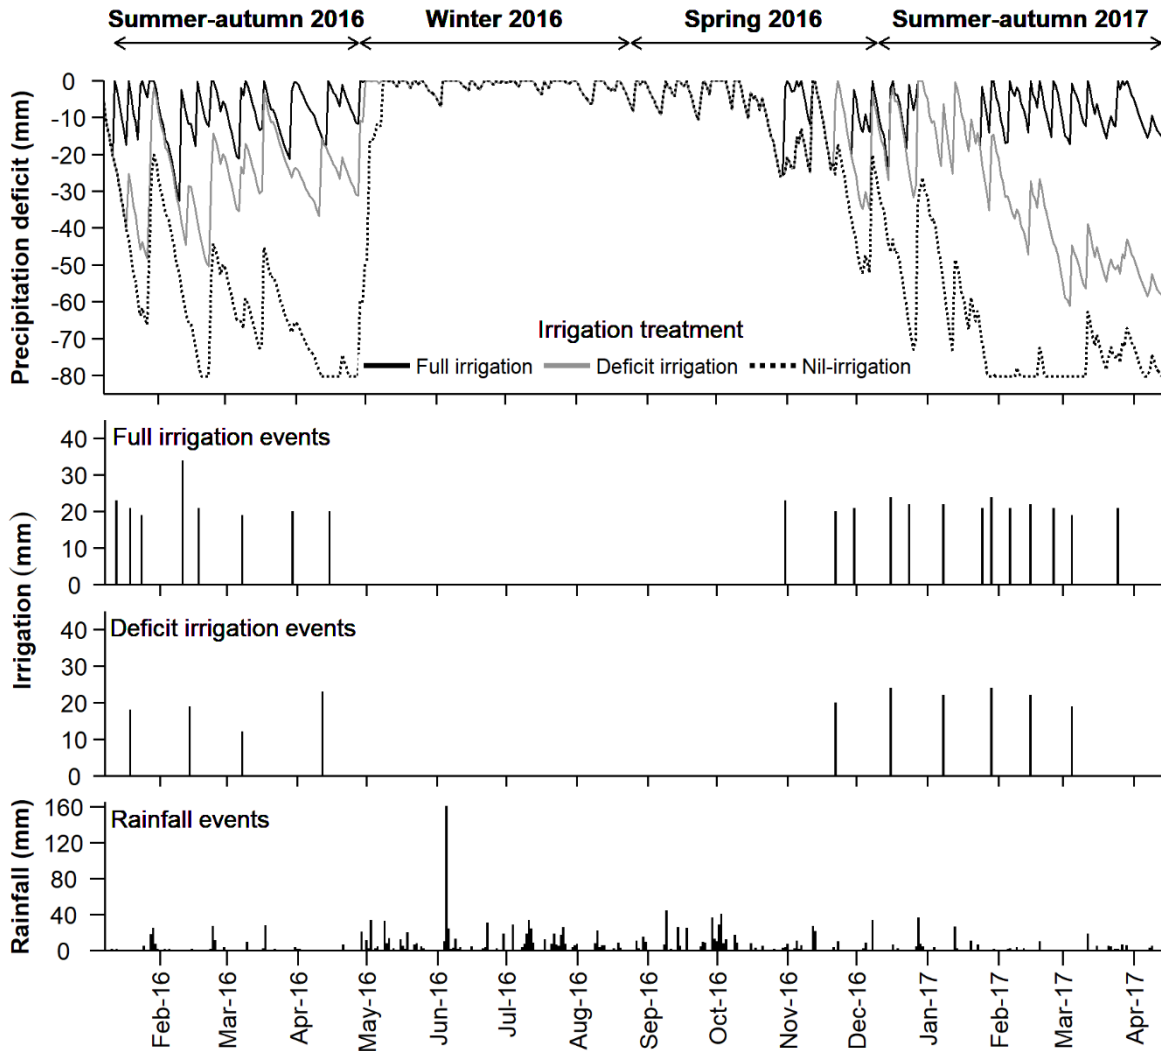 Summer-autumn 2016 Winter 2016 Spring 2016 Summer-autumn 2017
Precipitation deficit (mm)
0
-10
-20
-30
-40
-50
-60
-70
-80
Irrigation treatment
Full irrigation Deficit irrigation Nil-irrigation
Irrigation (mm)
Full irrigation events
40
30
20
10
0
Deficit irrigation events
40
30
20
10
0
Rainfall (mm)
Rainfall events
160
120
80
40
0
Feb-16 Mar-16 Apr-16 May-16 Jun-16 Jul-16 Aug-16 Sep-16 Oct-16 Nov-16 Dec-16 Jan-17 Feb-17 Mar-17 Apr-17